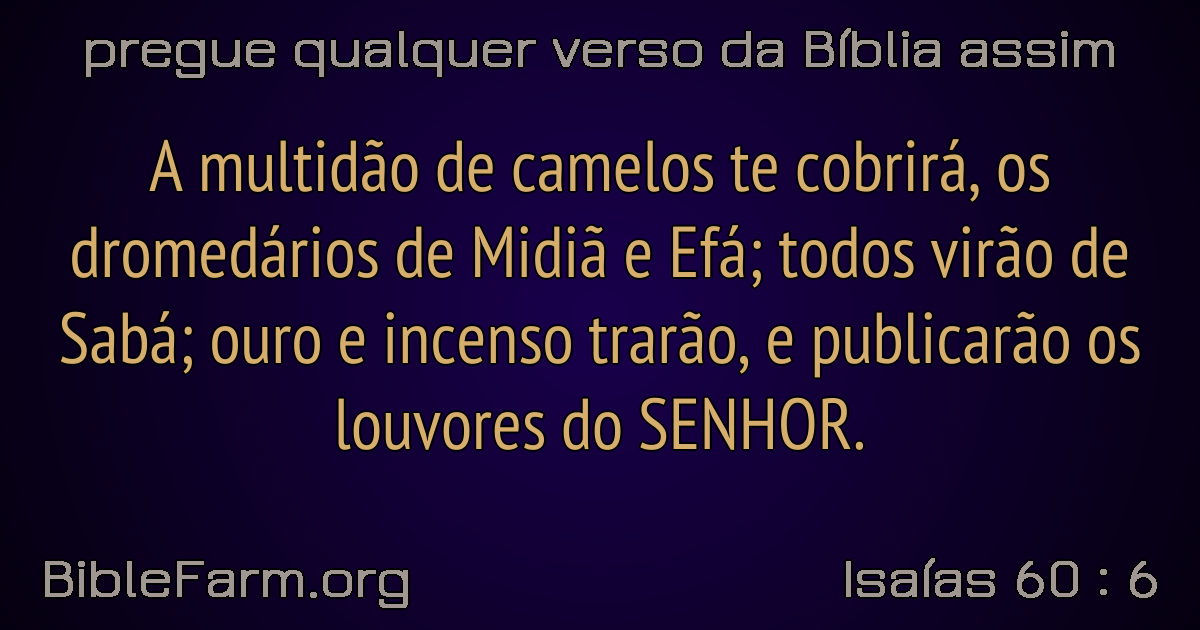 pregue qualquer verso da Bíblia assim
A multidão de camelos te cobrirá, os
dromedários de Midiã e Efá; todos virão de
Sabá; ouro e incenso trarão, e publicarão os
louvores do SENHOR.
BibleFarm.org
Isaías 60 : 6